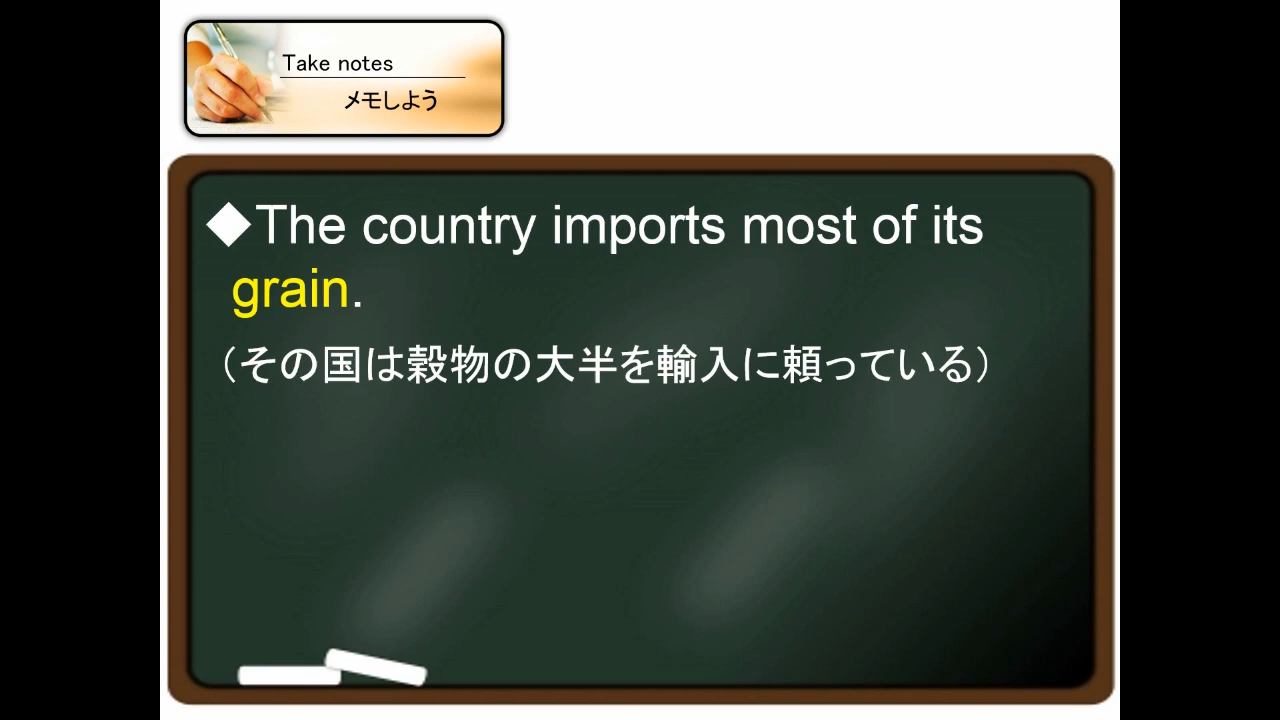 Take notes
メモしよう
◆The country imports most of its
grain.
（その国は穀物の大半を輸入に頼っている）